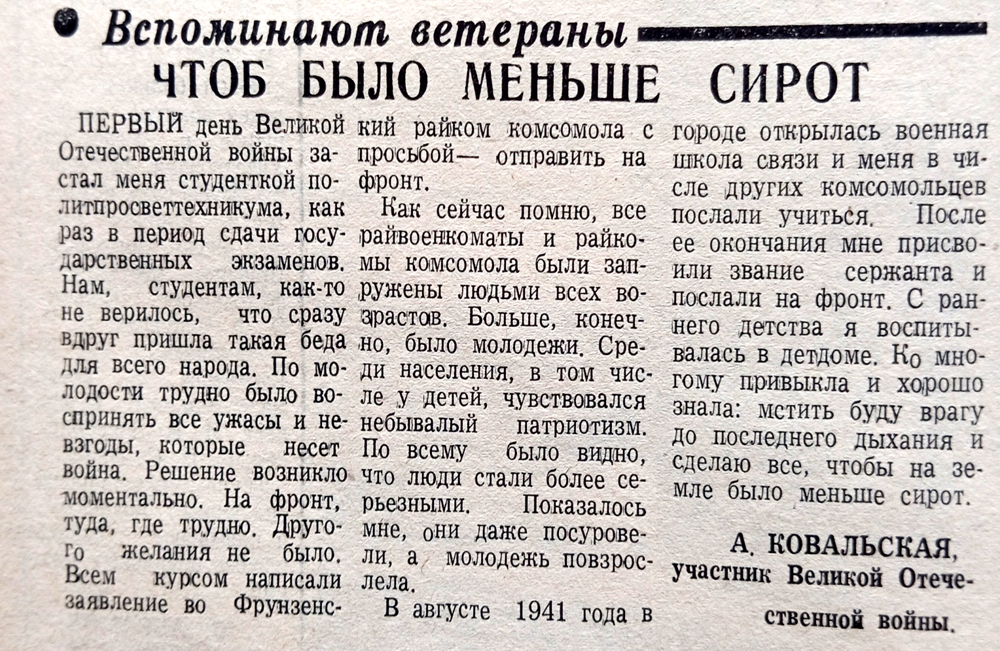 • Вспоминают ветераны
ЧТОБ БЫЛО МЕНЬШЕ СИРОТ
ПЕРВЫЙ день Великой
Отечественной войны за-
стал меня студенткой по-
литпросветтехникума, как
раз в период сдачи госу-
дарственных экзаменов.
Нам, студентам, как-то
не верилось, что сразу
вдруг пришла такая беда
для всего народа. По мо-
лодости трудно было во-
спринять все ужасы и не-
взгоды, которые несет
война. Решение возникло
моментально. На фронт,
туда, где трудно. Друго-
го желания не было.
Всем курсом написали
заявление во Фрунзенс-
кий райком комсомола с
просьбой— отправить на
фронт.
Как сейчас помню, все
райвоенкоматы и райко-
мы комсомола были зап-
ружены людьми всех во-
зрастов. Больше, конеч-
но, было молодежи. Сре-
ди населения, в том чис-
ле у детей, чувствовался
небывалый патриотизм.
По всему было видно,
что люди стали более се-
рьезными. Показалось
мне, они даже посурове-
ли, а молодежь повзрос-
лела.
В августе 1941 года в
городе открылась военная
школа связи и меня в чи-
сле других комсомольцев
послали учиться. После
ее окончания мне присво-
или звание сержанта и
послали на фронт. С ран-
него детства я воспиты-
валась в детдоме. Ко мно-
гому привыкла и хорошо
знала: мстить буду врагу
до последнего дыхания и
сделаю все, чтобы на зе-
мле было меньше сирот.
А. КОВАЛЬСКАЯ,
участник Великой Отече-
ственной войны.